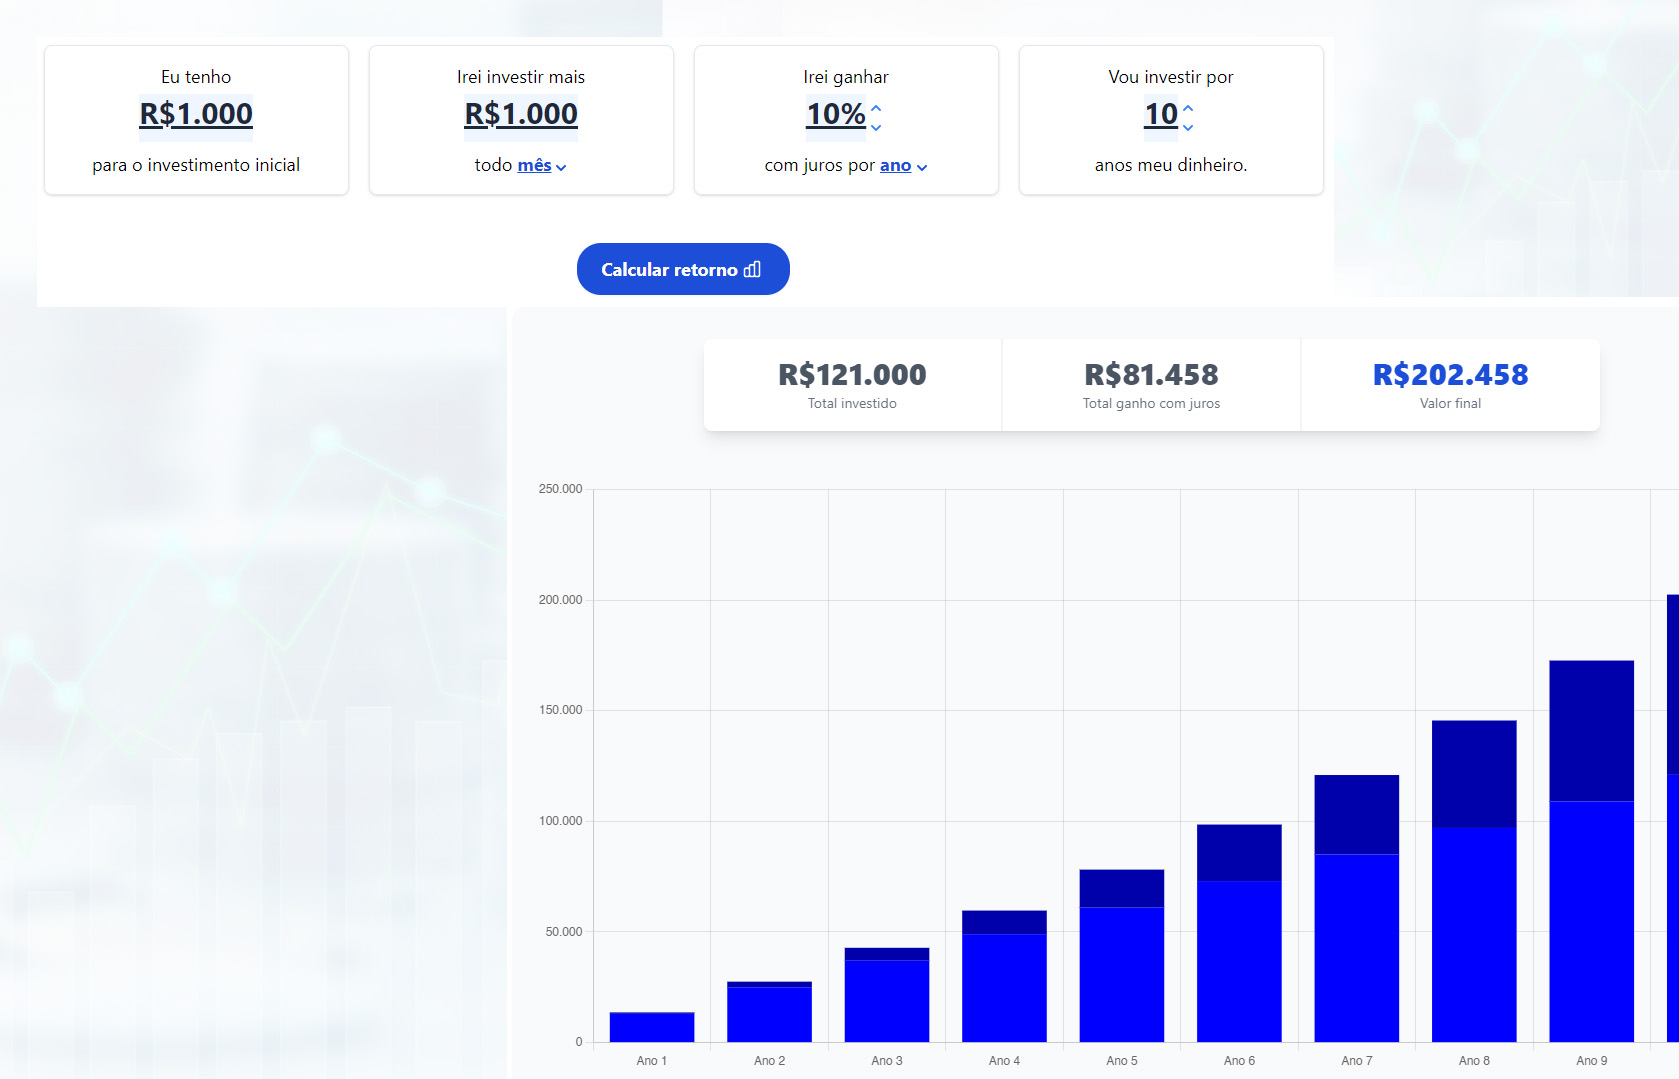 Eu tenho
R$1.000
para o investimento inicial
Irei investir mais
R$1.000
todo mês
Irei ganhar
10%
com juros por ano
Vou investir por
10
anos meu dinheiro.
Calcular retorno
R$121.000
Total investido
R$81.458
Total ganho com juros
R$202.458
Valor final
250.000
200.000
150.000
100.000
50.000
0
Ano 1 Ano 2 Ano 3 Ano 4 Ano 5 Ano 6 Ano 7 Ano 8 Ano 9